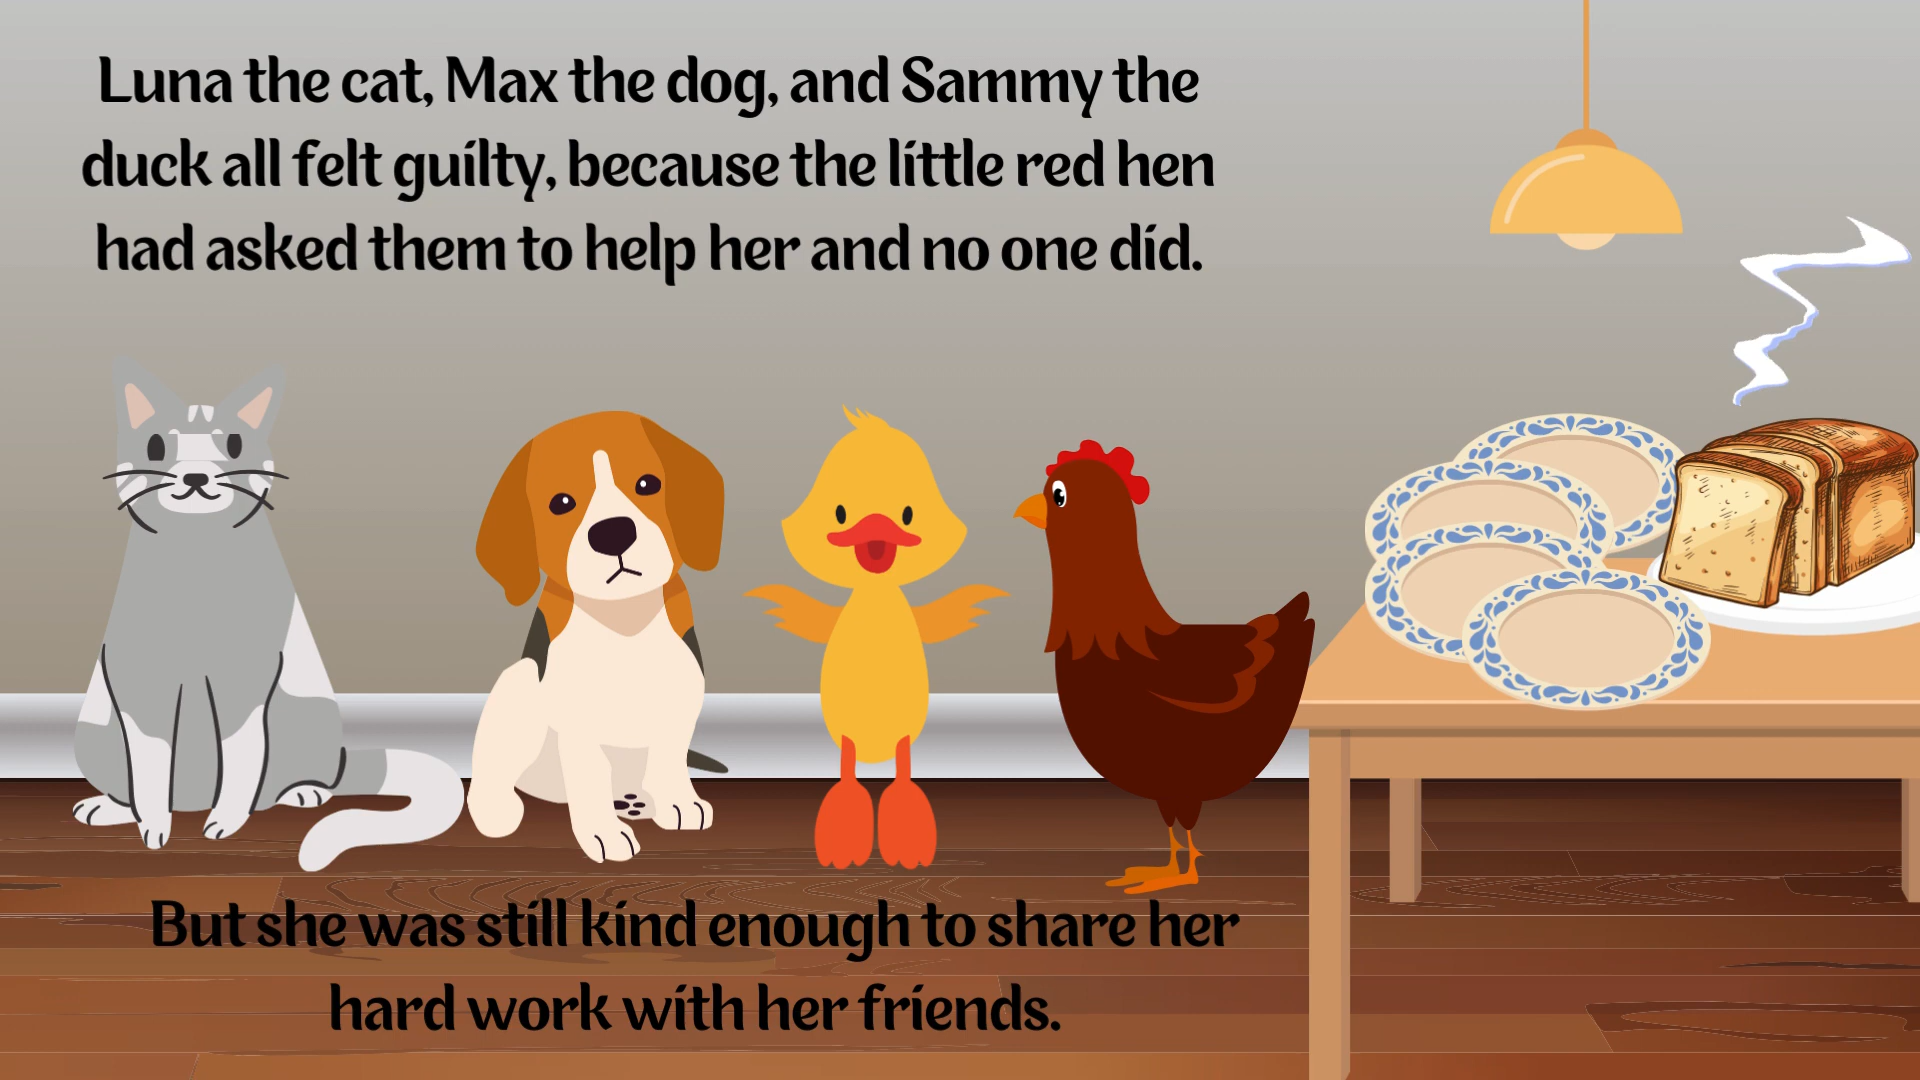 Luna the cat, Max the dog, and Sammy the
duck all felt guilty, because the little red hen
had asked them to help her and no one did.
But she was still kind enough to share her
hard work with her friends.